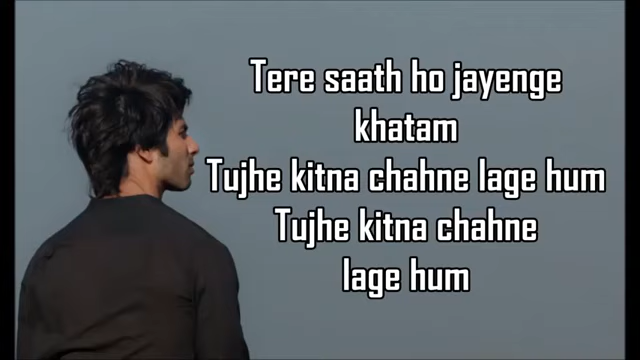 Tere saath ho jayenge
khatam
Tujhe kitna chahne lage hum
Tujhe kitna chahne
lage hum